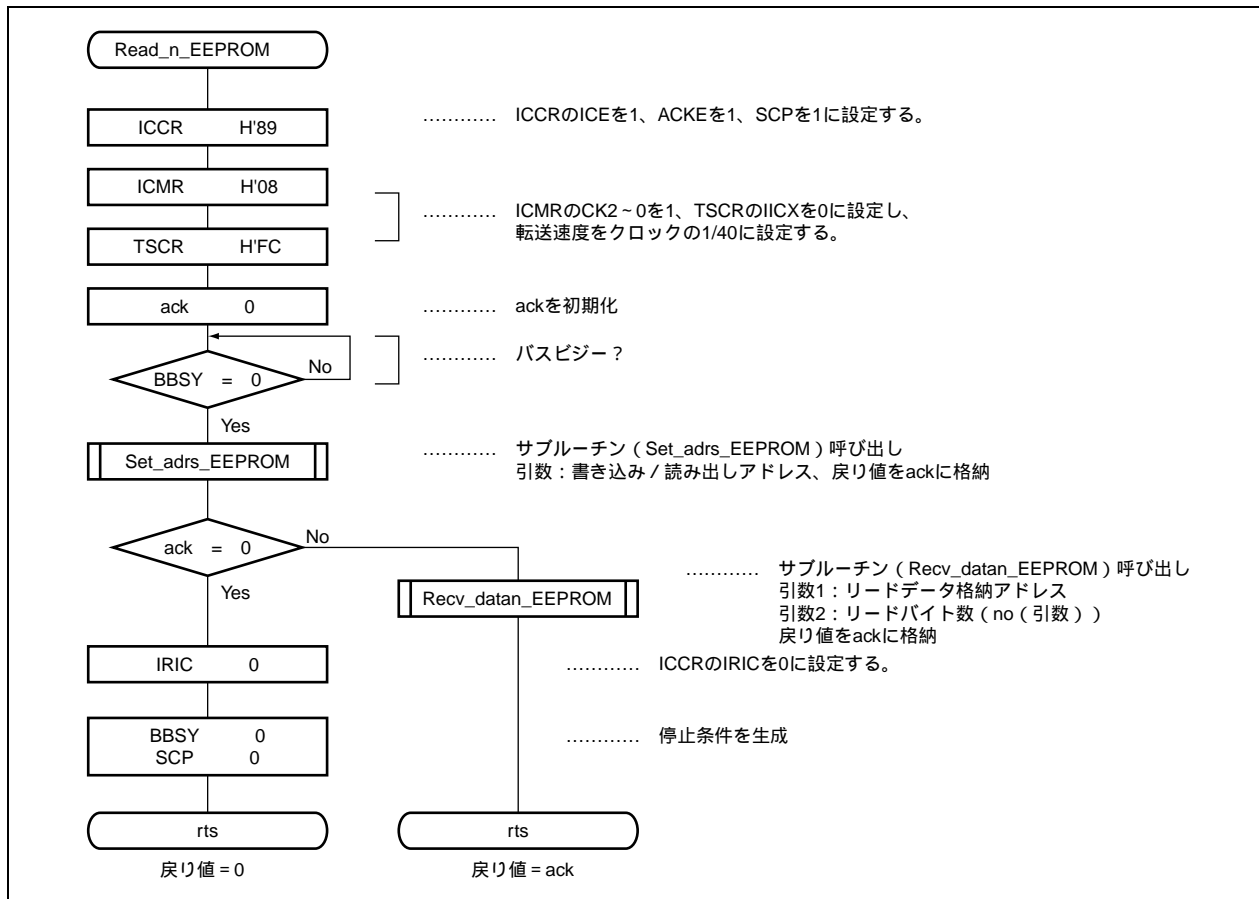 Read_n_EEPROM
ICCR H'89
………… ICCRのICEを1、ACKEを1、SCPを1に設定する。
ICMR H'08
………… ICMRのCK2~0を1、TSCRのIICXを0に設定し、
転送速度をクロックの1/40に設定する。
TSCR H'FC
ack 0
………… ackを初期化
………… バスビジー?
BBSY = 0
No
Yes
Set_adrs_EEPROM
………… サブルーチン(Set_adrs_EEPROM)呼び出し
引数:書き込み/読み出しアドレス、戻り値をackに格納
ack = 0
No
Yes
Recv_datan_EEPROM
………… サブルーチン(Recv_datan_EEPROM)呼び出し
引数1:リードデータ格納アドレス
引数2:リードバイト数(no(引数))
戻り値をackに格納
IRIC 0
………… ICCRのIRICを0に設定する。
BBSY 0
SCP 0
………… 停止条件を生成
rts
rts
戻り値=0
戻り値=ack